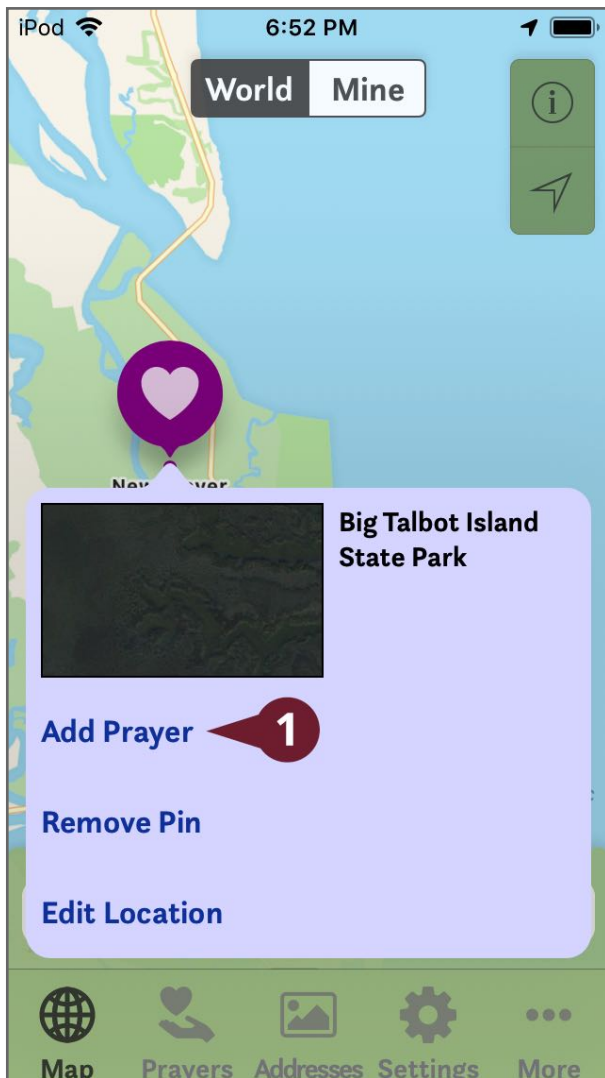 iPod 6:52 PM
World Mine
Big Talbot Island
State Park
Add Prayer 1
Remove Pin
Edit Location
Map Prayers Addresses Settings More